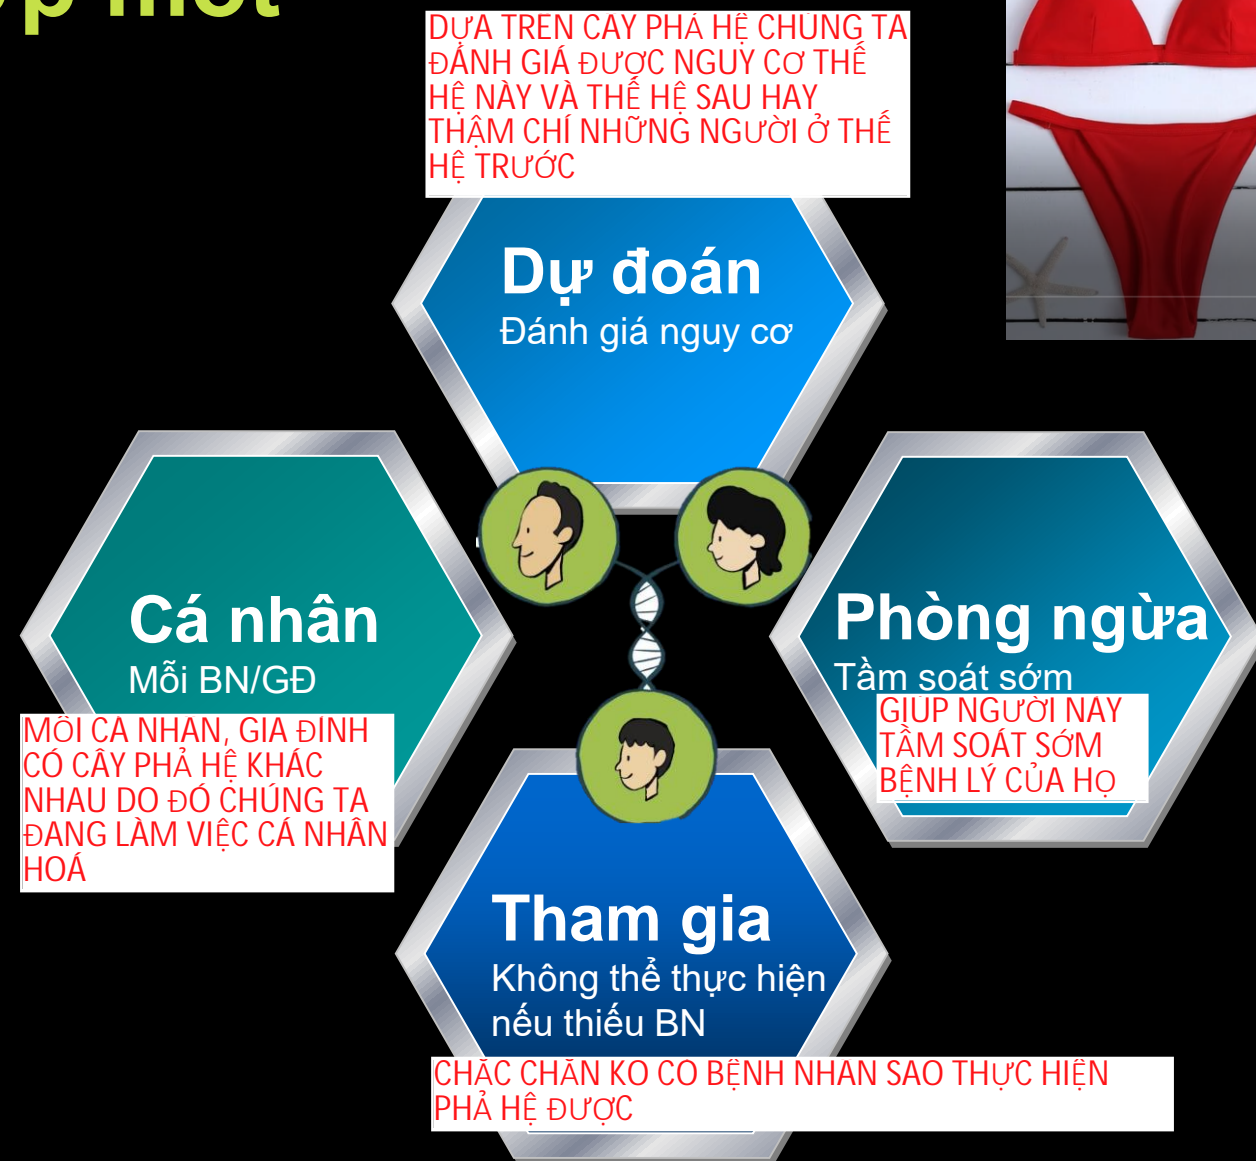 DỰA TRÊN CÂY PHẢ HỆ CHÚNG TA
ĐÁNH GIÁ ĐƯỢC NGUY CƠ THẾ
HỆ NÀY VÀ THẾ HỆ SAU HAY
THẬM CHÍ NHỮNG NGƯỜI Ở THẾ
HỆ TRƯỚC
Dự đoán
Đánh giá nguy cơ
Cá nhân
Mỗi BN/GĐ
MỖI CÁ NHÂN, GIA ĐÌNH
CÓ CÂY PHẢ HỆ KHÁC
NHAU DO ĐÓ CHÚNG TA
ĐANG LÀM VIỆC CÁ NHÂN
HOÁ
Phòng ngừa
Tầm soát sớm
GIÚP NGƯỜI NÀY
TẦM SOÁT SỚM
BỆNH LÝ CỦA HỌ
Tham gia
Không thể thực hiện
nếu thiếu BN
CHẮC CHẮN KO CÓ BỆNH NHÂN SAO THỰC HIỆN
PHẢ HỆ ĐƯỢC